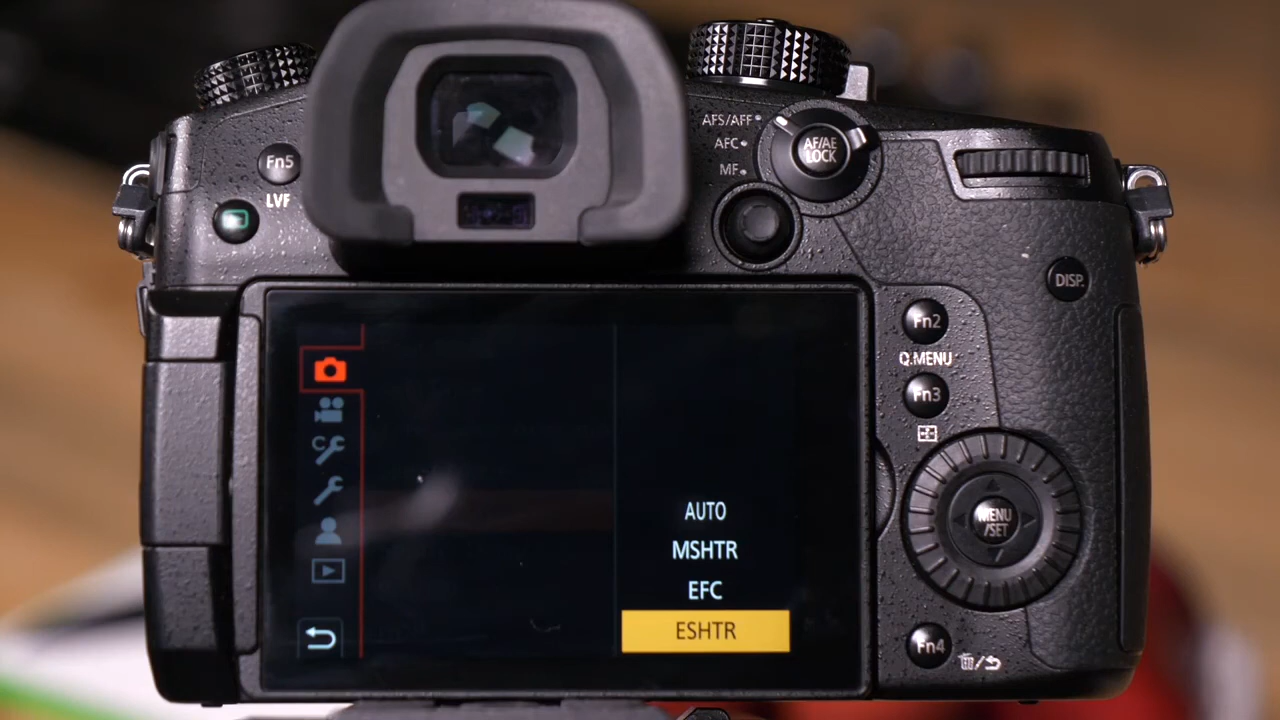 AFS/AFF
AFC
MF
AF/AE
LOCK
Fn5
LVF
DISP.
Fn2
Q.MENU
Fn3
MENU
/SET
Fn4
C
AUTO
MSHTR
EFC
ESHTR